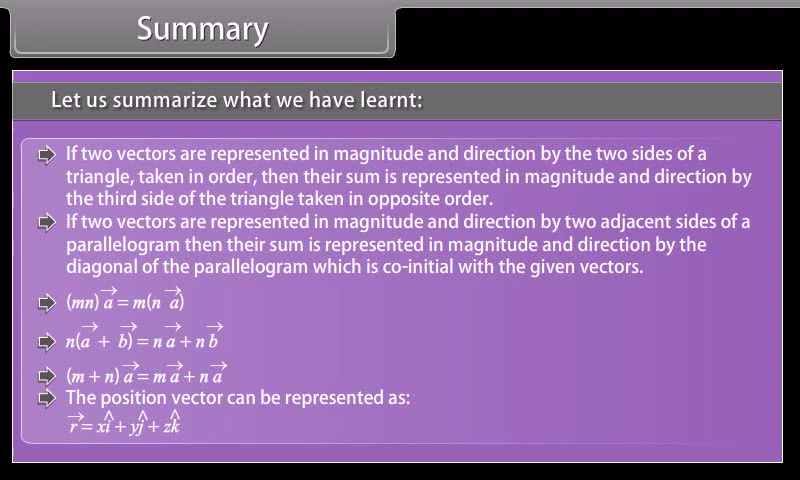 Summary
Let us summarize what we have learnt:
If two vectors are represented in magnitude and direction by the two sides of a
triangle, taken in order, then their sum is represented in magnitude and direction by
the third side of the triangle taken in opposite order.
If two vectors are represented in magnitude and direction by two adjacent sides of a
parallelogram then their sum is represented in magnitude and direction by the
diagonal of the parallelogram which is co-initial with the given vectors.
(mn) a⃗ = m(n a⃗)
n(a⃗ + b⃗) = n a⃗ + n b⃗
(m + n) a⃗ = m a⃗ + n a⃗
The position vector can be represented as:
r⃗ = xî + yĵ + zk̂